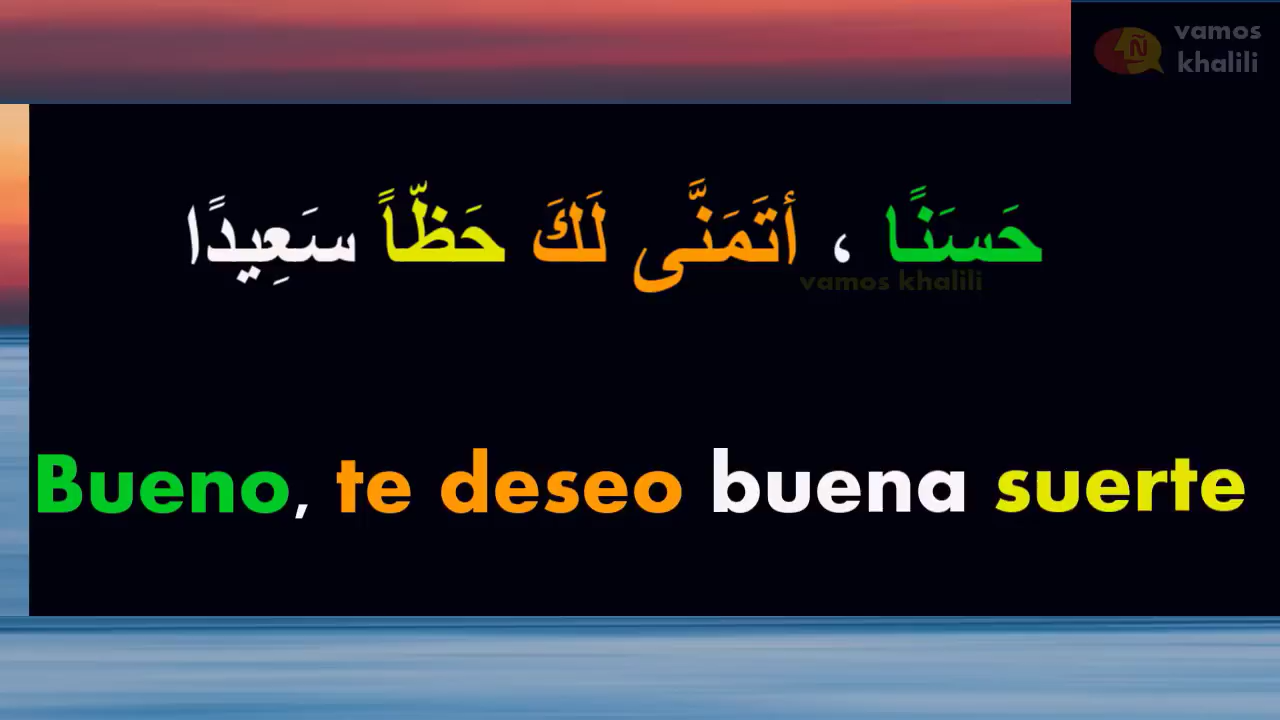 vamos
khalili
حَسَنًا ، أتَمَنَّى لَكَ حَظّاً سَعِيدًا
vamos khalili
Bueno, te deseo buena suerte